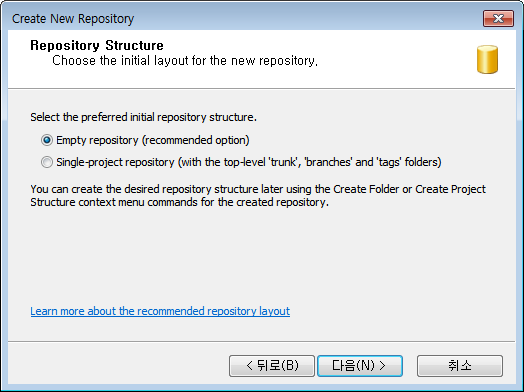 Create New Repository
Repository Structure
Choose the initial layout for the new repository.
Select the preferred initial repository structure.
Empty repository (recommended option)
Single-project repository (with the top-level 'trunk', 'branches' and 'tags' folders)
You can create the desired repository structure later using the Create Folder or Create Project
Structure context menu commands for the created repository.
Learn more about the recommended repository layout
< 뒤로(B)
다음(N) >
취소